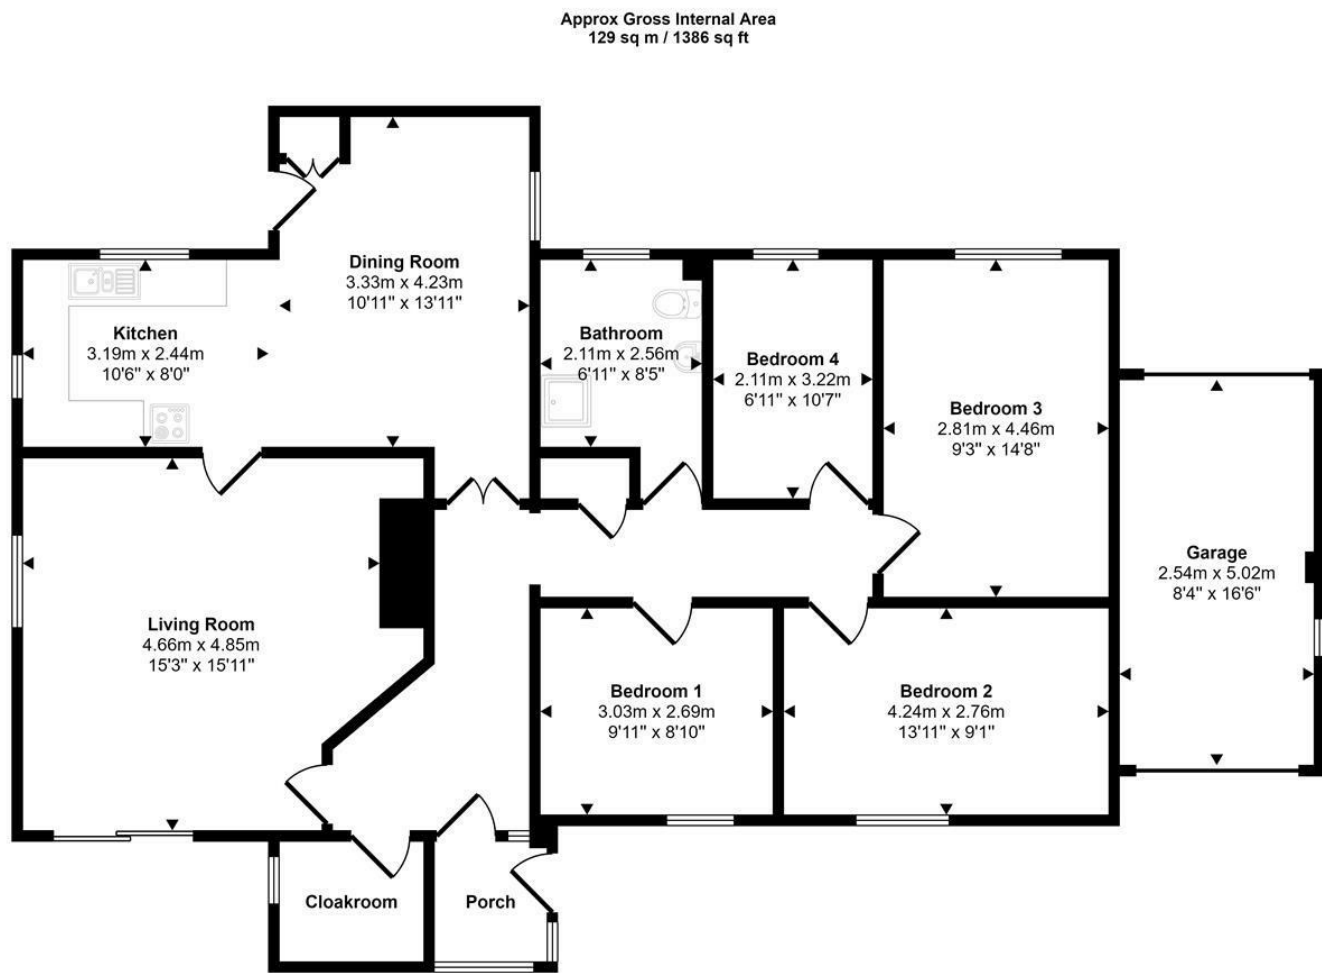 Approx Gross Internal Area
129 sq m / 1386 sq ft
Dining Room
3.33m x 4.23m
10'11" x 13'11"
Kitchen
3.19m x 2.44m
10'6" x 8'0"
Bathroom
2.11m x 2.56m
6'11" x 8'5"
Bedroom 4
2.11m x 3.22m
6'11" x 10'7"
Bedroom 3
2.81m x 4.46m
9'3" x 14'8"
Garage
2.54m x 5.02m
8'4" x 16'6"
Living Room
4.66m x 4.85m
15'3" x 15'11"
Bedroom 1
3.03m x 2.69m
9'11" x 8'10"
Bedroom 2
4.24m x 2.76m
13'11" x 9'1"
Cloakroom
Porch